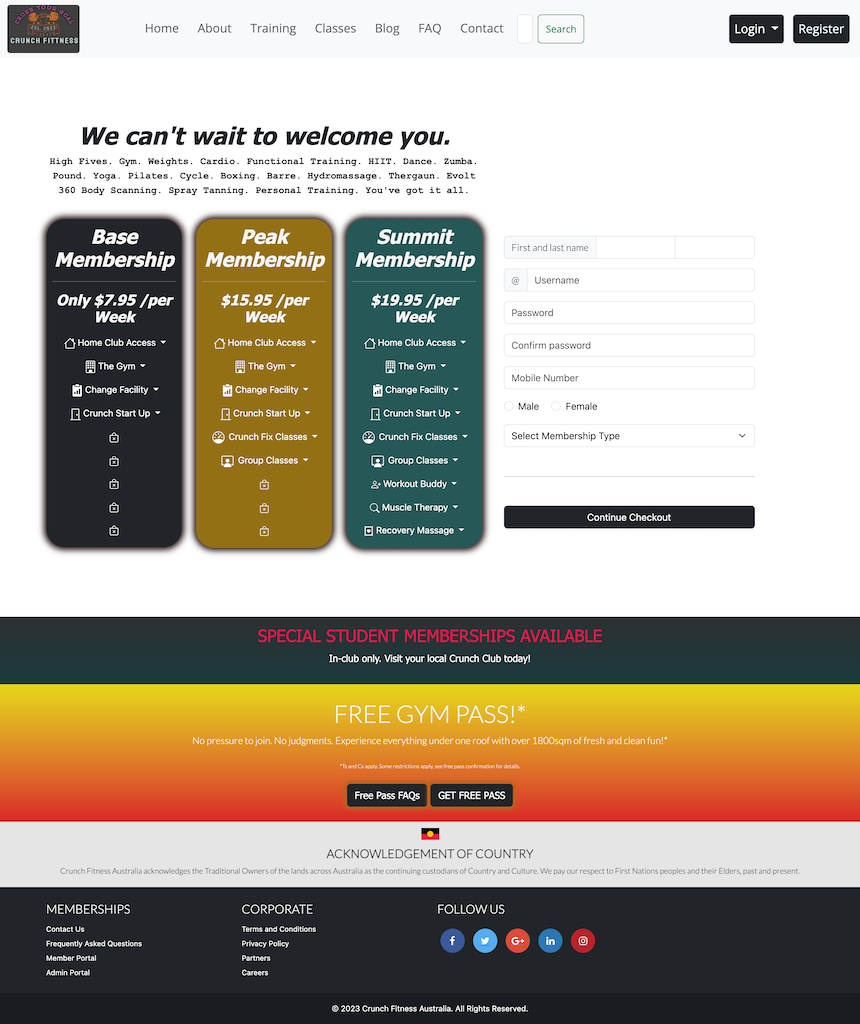 CRUSH YOUR GOAL
CRUNCH FITTNESS
Home
About
Training
Classes
Blog
FAQ
Contact
Search
Login
Register
We can't wait to welcome you.
High Fives. Gym. Weights. Cardio. Functional Training. HIIT. Dance. Zumba.
Pound. Yoga. Pilates. Cycle. Boxing. Barre. Hydromassage. Thergaun. Evolt
360 Body Scanning. Spray Tanning. Personal Training. You've got it all.
Base
Membership
Only $7.95 /per
Week
Home Club Access
The Gym
Change Facility
Crunch Start Up
Peak
Membership
$15.95 /per
Week
Home Club Access
The Gym
Change Facility
Crunch Start Up
Crunch Fix Classes
Group Classes
Summit
Membership
$19.95 /per
Week
Home Club Access
The Gym
Change Facility
Crunch Start Up
Crunch Fix Classes
Group Classes
Workout Buddy
Muscle Therapy
Recovery Massage
First and last name
@ Username
Password
Confirm password
Mobile Number
Male Female
Select Membership Type
Continue Checkout
SPECIAL STUDENT MEMBERSHIPS AVAILABLE
In-club only. Visit your local Crunch Club today!
FREE GYM PASS!*
No pressure to join. No judgments. Experience everything under one roof with over 1800sqm of fresh and clean fun!*
*Ts and Cs apply. Some restrictions apply, see free pass confirmation for details.
Free Pass FAQs
GET FREE PASS
ACKNOWLEDGEMENT OF COUNTRY
Crunch Fitness Australia acknowledges the Traditional Owners of the lands across Australia as the continuing custodians of Country and Culture. We pay our respect to First Nations peoples and their Elders, past and present.
MEMBERSHIPS
Contact Us
Frequently Asked Questions
Member Portal
Admin Portal
CORPORATE
Terms and Conditions
Privacy Policy
Partners
Careers
FOLLOW US
© 2023 Crunch Fitness Australia. All Rights Reserved.